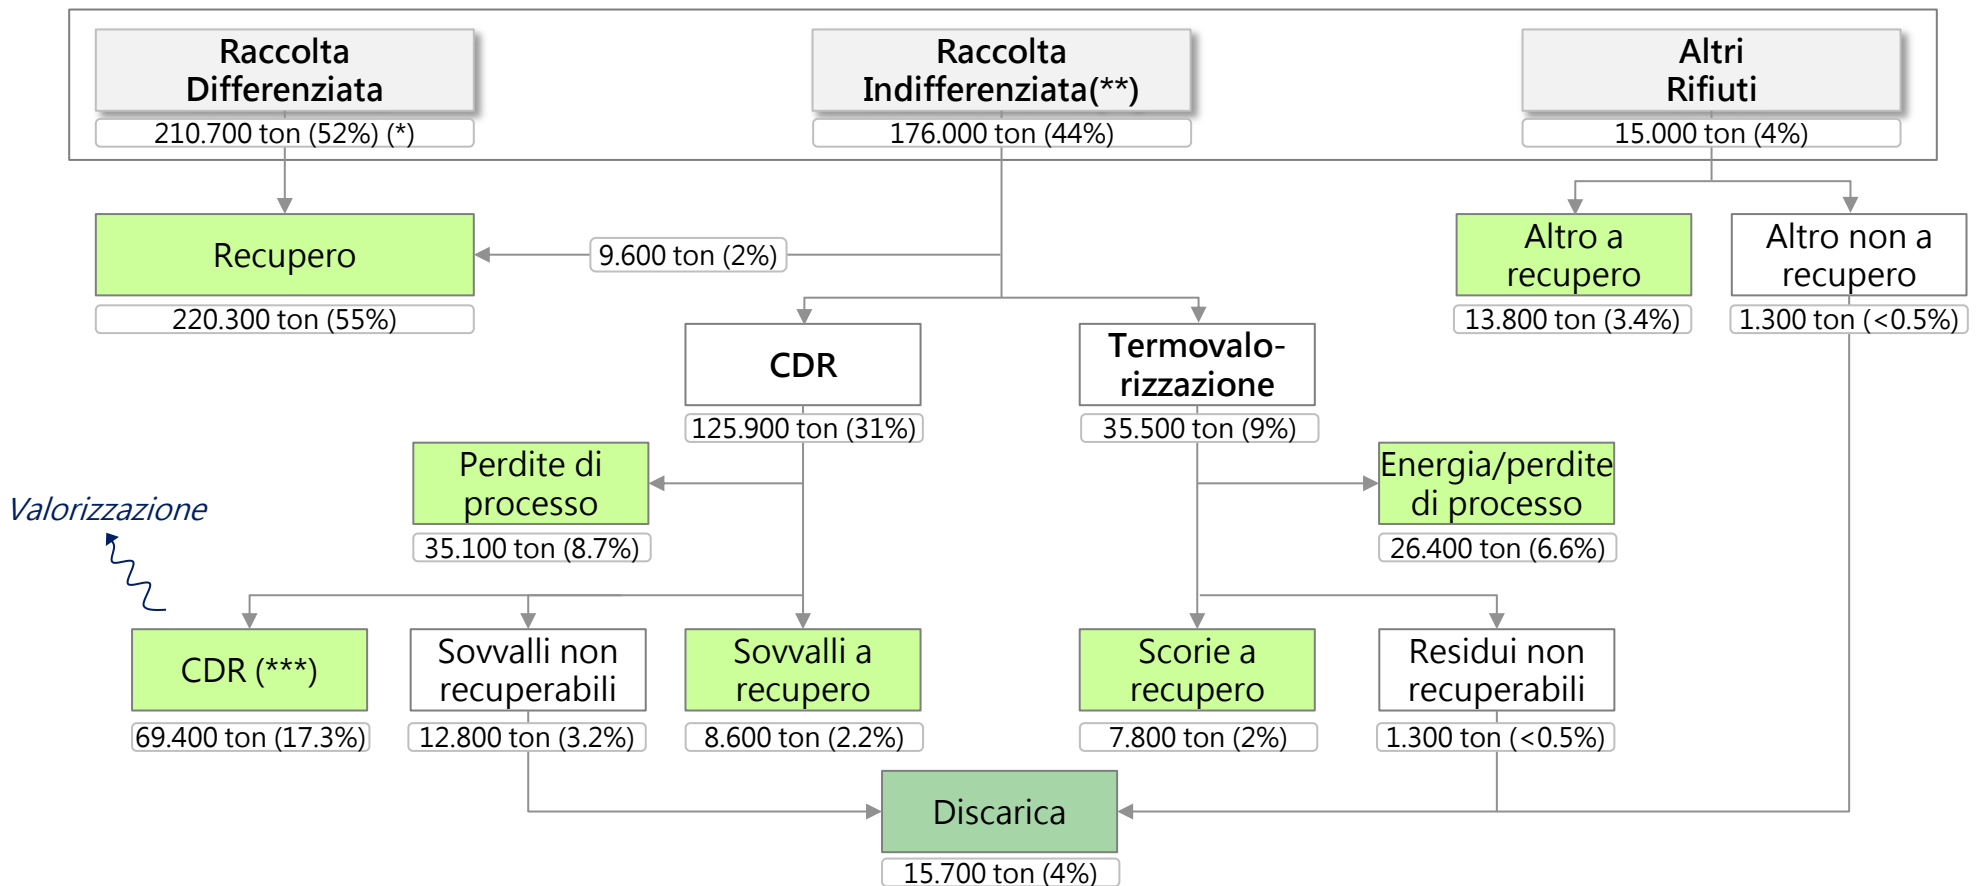 Raccolta
Differenziata
210.700 ton (52%) (*)
Raccolta
Indifferenziata(**)
176.000 ton (44%)
Altri
Rifiuti
15.000 ton (4%)
Recupero
220.300 ton (55%)
9.600 ton (2%)
Altro a
recupero
13.800 ton (3.4%)
Altro non a
recupero
1.300 ton (<0.5%)
CDR
125.900 ton (31%)
Termovalo-
rizzazione
35.500 ton (9%)
Perdite di
processo
35.100 ton (8.7%)
Energia/perdite
di processo
26.400 ton (6.6%)
Valorizzazione
CDR (***)
69.400 ton (17.3%)
Sovvalli non
recuperabili
12.800 ton (3.2%)
Sovvalli a
recupero
8.600 ton (2.2%)
Scorie a
recupero
7.800 ton (2%)
Residui non
recuperabili
1.300 ton (<0.5%)
Discarica
15.700 ton (4%)